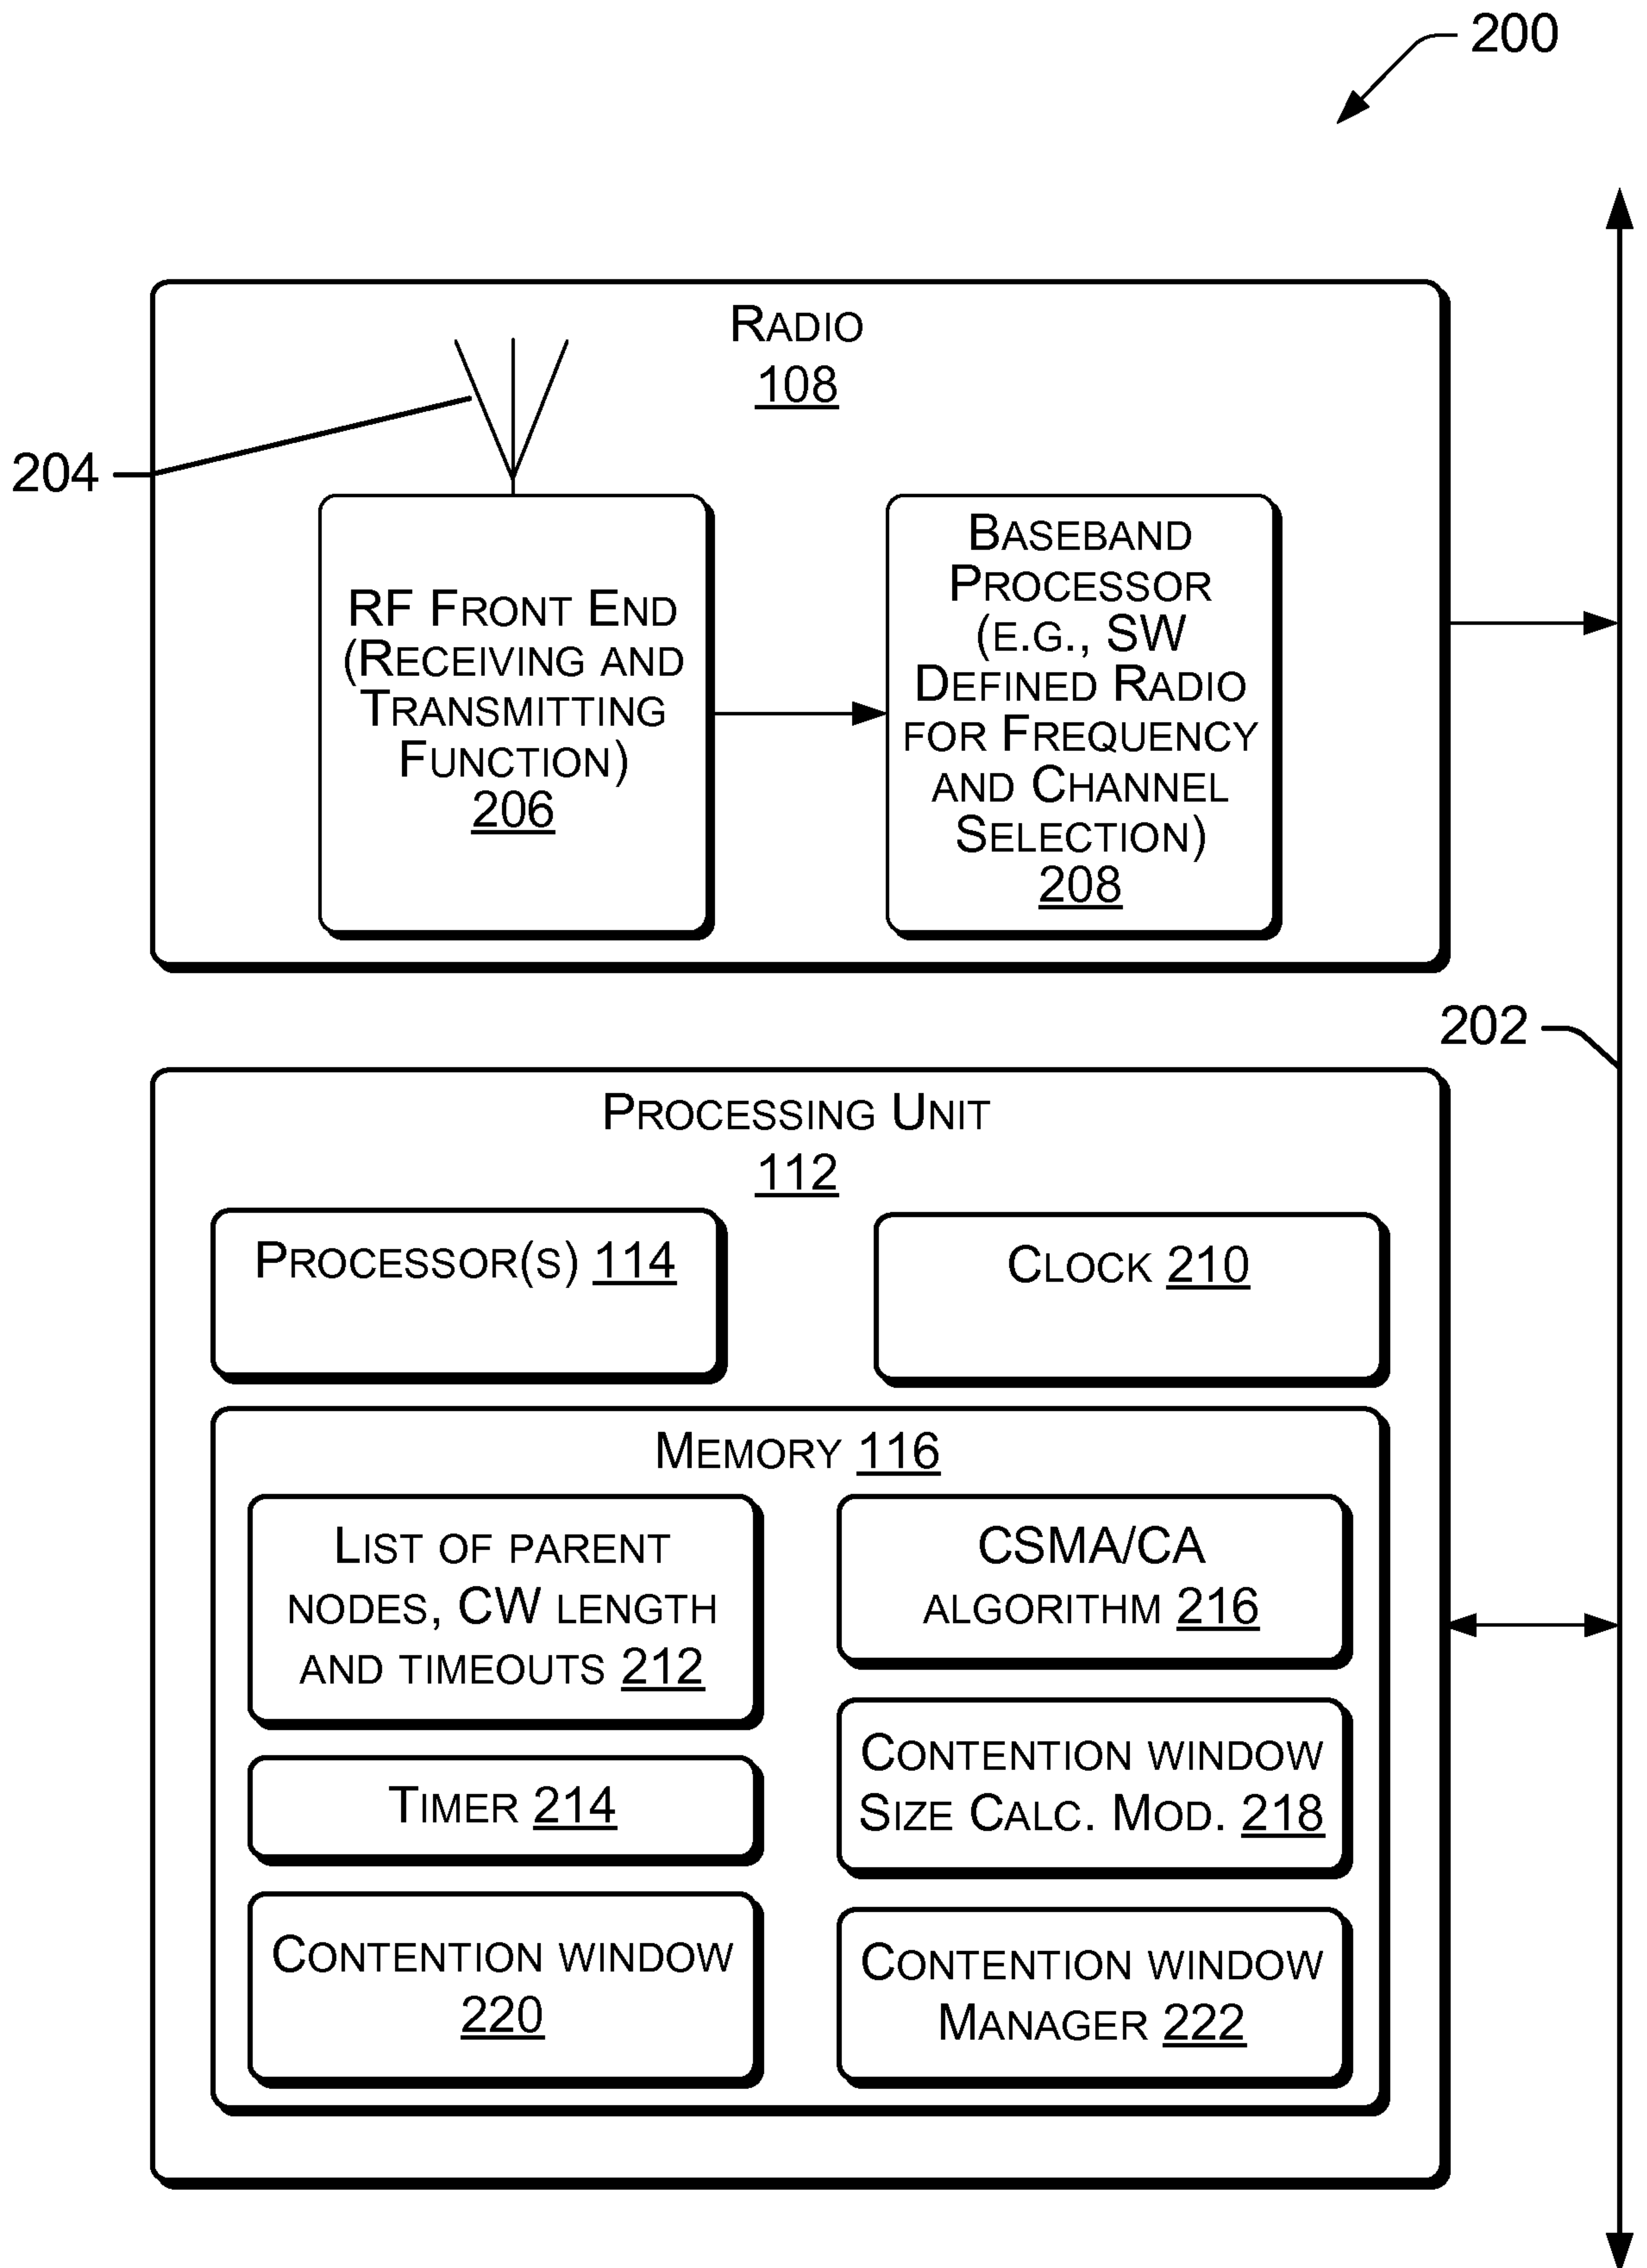 200
RADIO
108
204
RF FRONT END
(RECEIVING AND
TRANSMITTING
FUNCTION)
206
BASEBAND
PROCESSOR
(E.G., SW
DEFINED RADIO
FOR FREQUENCY
AND CHANNEL
SELECTION)
208
202
PROCESSING UNIT
112
PROCESSOR(S) 114
CLOCK 210
MEMORY 116
LIST OF PARENT
NODES, CW LENGTH
AND TIMEOUTS 212
CSMA/CA
ALGORITHM 216
TIMER 214
CONTENTION WINDOW
SIZE CALC. MOD. 218
CONTENTION WINDOW
220
CONTENTION WINDOW
MANAGER 222